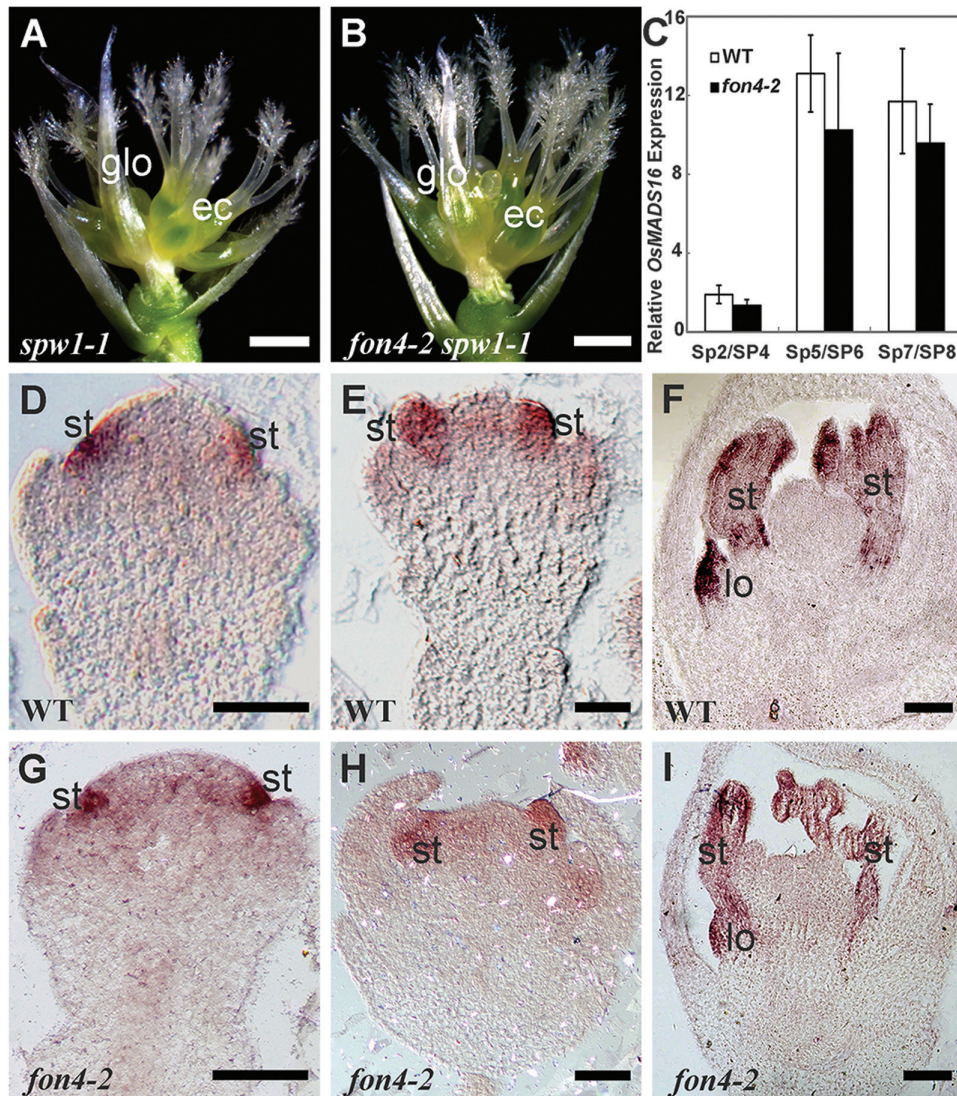 A
glo
ec
spw1-1
B
glo
ec
fon4-2 spw1-1
C
Relative OsMADS16 Expression
16
12
8
4
0
WT
fon4-2
Sp2/SP4
Sp5/SP6
Sp7/SP8
D
st
st
WT
E
st
st
WT
F
st
st
lo
WT
G
st
st
fon4-2
H
st
st
fon4-2
I
st
st
lo
fon4-2